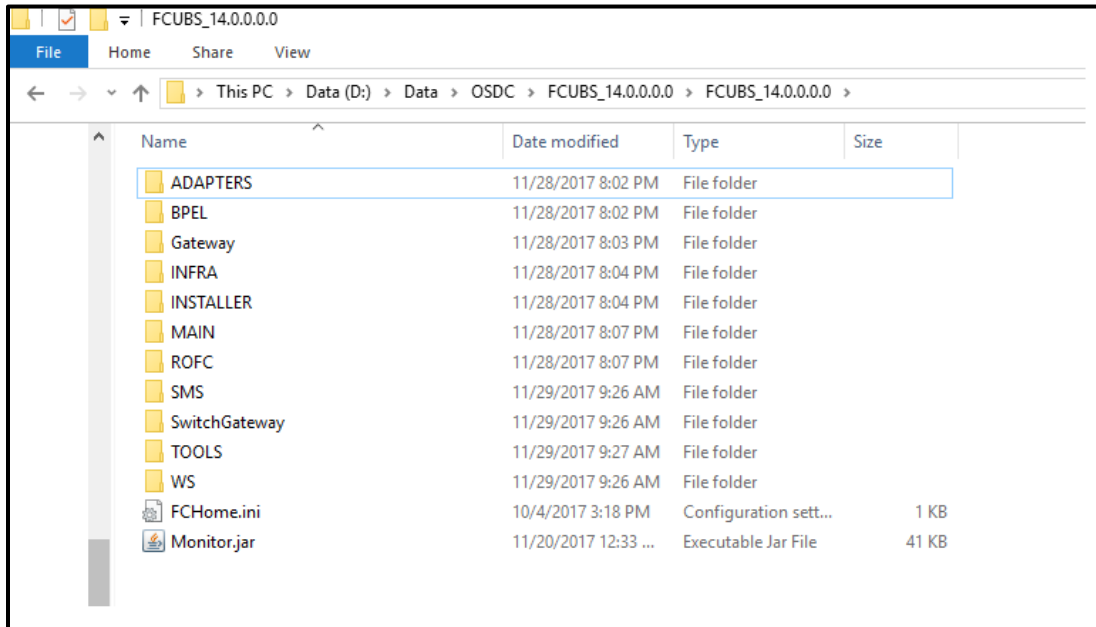 FCUBS_14.0.0.0.0
File Home Share View
This PC > Data (D:) > Data > OSDC > FCUBS_14.0.0.0.0 > FCUBS_14.0.0.0.0 >
Name Date modified Type Size
ADAPTERS 11/28/2017 8:02 PM File folder
BPEL 11/28/2017 8:02 PM File folder
Gateway 11/28/2017 8:03 PM File folder
INFRA 11/28/2017 8:04 PM File folder
INSTALLER 11/28/2017 8:04 PM File folder
MAIN 11/28/2017 8:07 PM File folder
ROFC 11/28/2017 8:07 PM File folder
SMS 11/29/2017 9:26 AM File folder
SwitchGateway 11/29/2017 9:26 AM File folder
TOOLS 11/29/2017 9:27 AM File folder
WS 11/29/2017 9:26 AM File folder
FCHome.ini 10/4/2017 3:18 PM Configuration sett... 1 KB
Monitor.jar 11/20/2017 12:33 ... Executable Jar File 41 KB